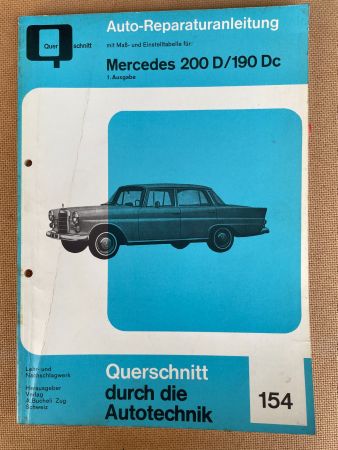 Auto-Reparaturanleitung
Quer schnitt
mit Maß- und Einstelltabelle für:
Mercedes 200 D/190 Dc
1. Ausgabe
Lehr- und
Nachschlagwerk
Herausgeber
Verlag
A. Bucheli Zug
Schweiz
Querschnitt
durch die
Autotechnik
154